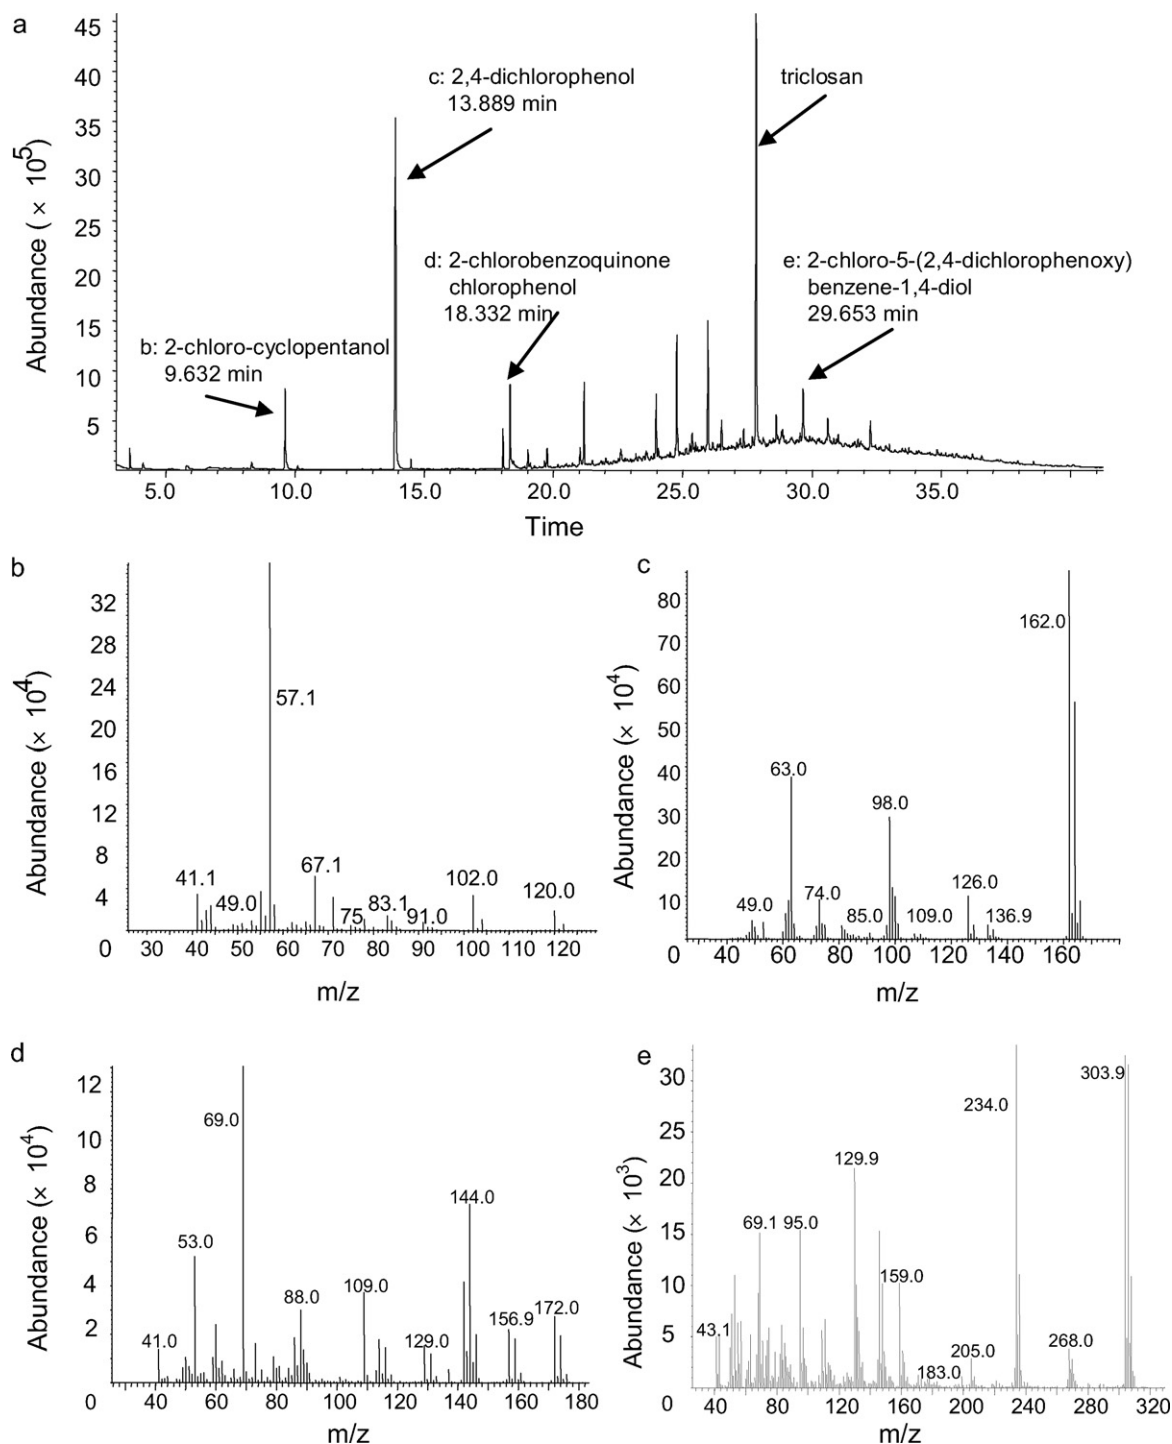 a
Abundance ( × 10⁵)
45
40
35
30
25
20
15
10
5
c: 2,4-dichlorophenol
13.889 min
triclosan
d: 2-chlorobenzoquinone
chlorophenol
18.332 min
e: 2-chloro-5-(2,4-dichlorophenoxy)
benzene-1,4-diol
29.653 min
b: 2-chloro-cyclopentanol
9.632 min
5.0 10.0 15.0 20.0 25.0 30.0 35.0
Time
b
Abundance (× 10⁴)
32
28
24
20
16
12
8
4
0
57.1
41.1
49.0
67.1
75
83.1
91.0
102.0
120.0
30 40 50 60 70 80 90 100 110 120
m/z
c
Abundance (× 10⁴)
80
70
60
50
40
30
20
10
0
162.0
63.0
98.0
49.0
74.0
85.0
109.0
126.0
136.9
40 60 80 100 120 140 160
m/z
d
Abundance (× 10⁴)
12
10
8
6
4
2
0
69.0
144.0
53.0
41.0
88.0
109.0
129.0
156.9
172.0
40 60 80 100 120 140 160 180
m/z
e
Abundance (× 10³)
30
25
20
15
10
5
0
234.0
303.9
129.9
69.1
95.0
159.0
43.1
183.0
205.0
268.0
40 80 120 160 200 260 280 320
m/z